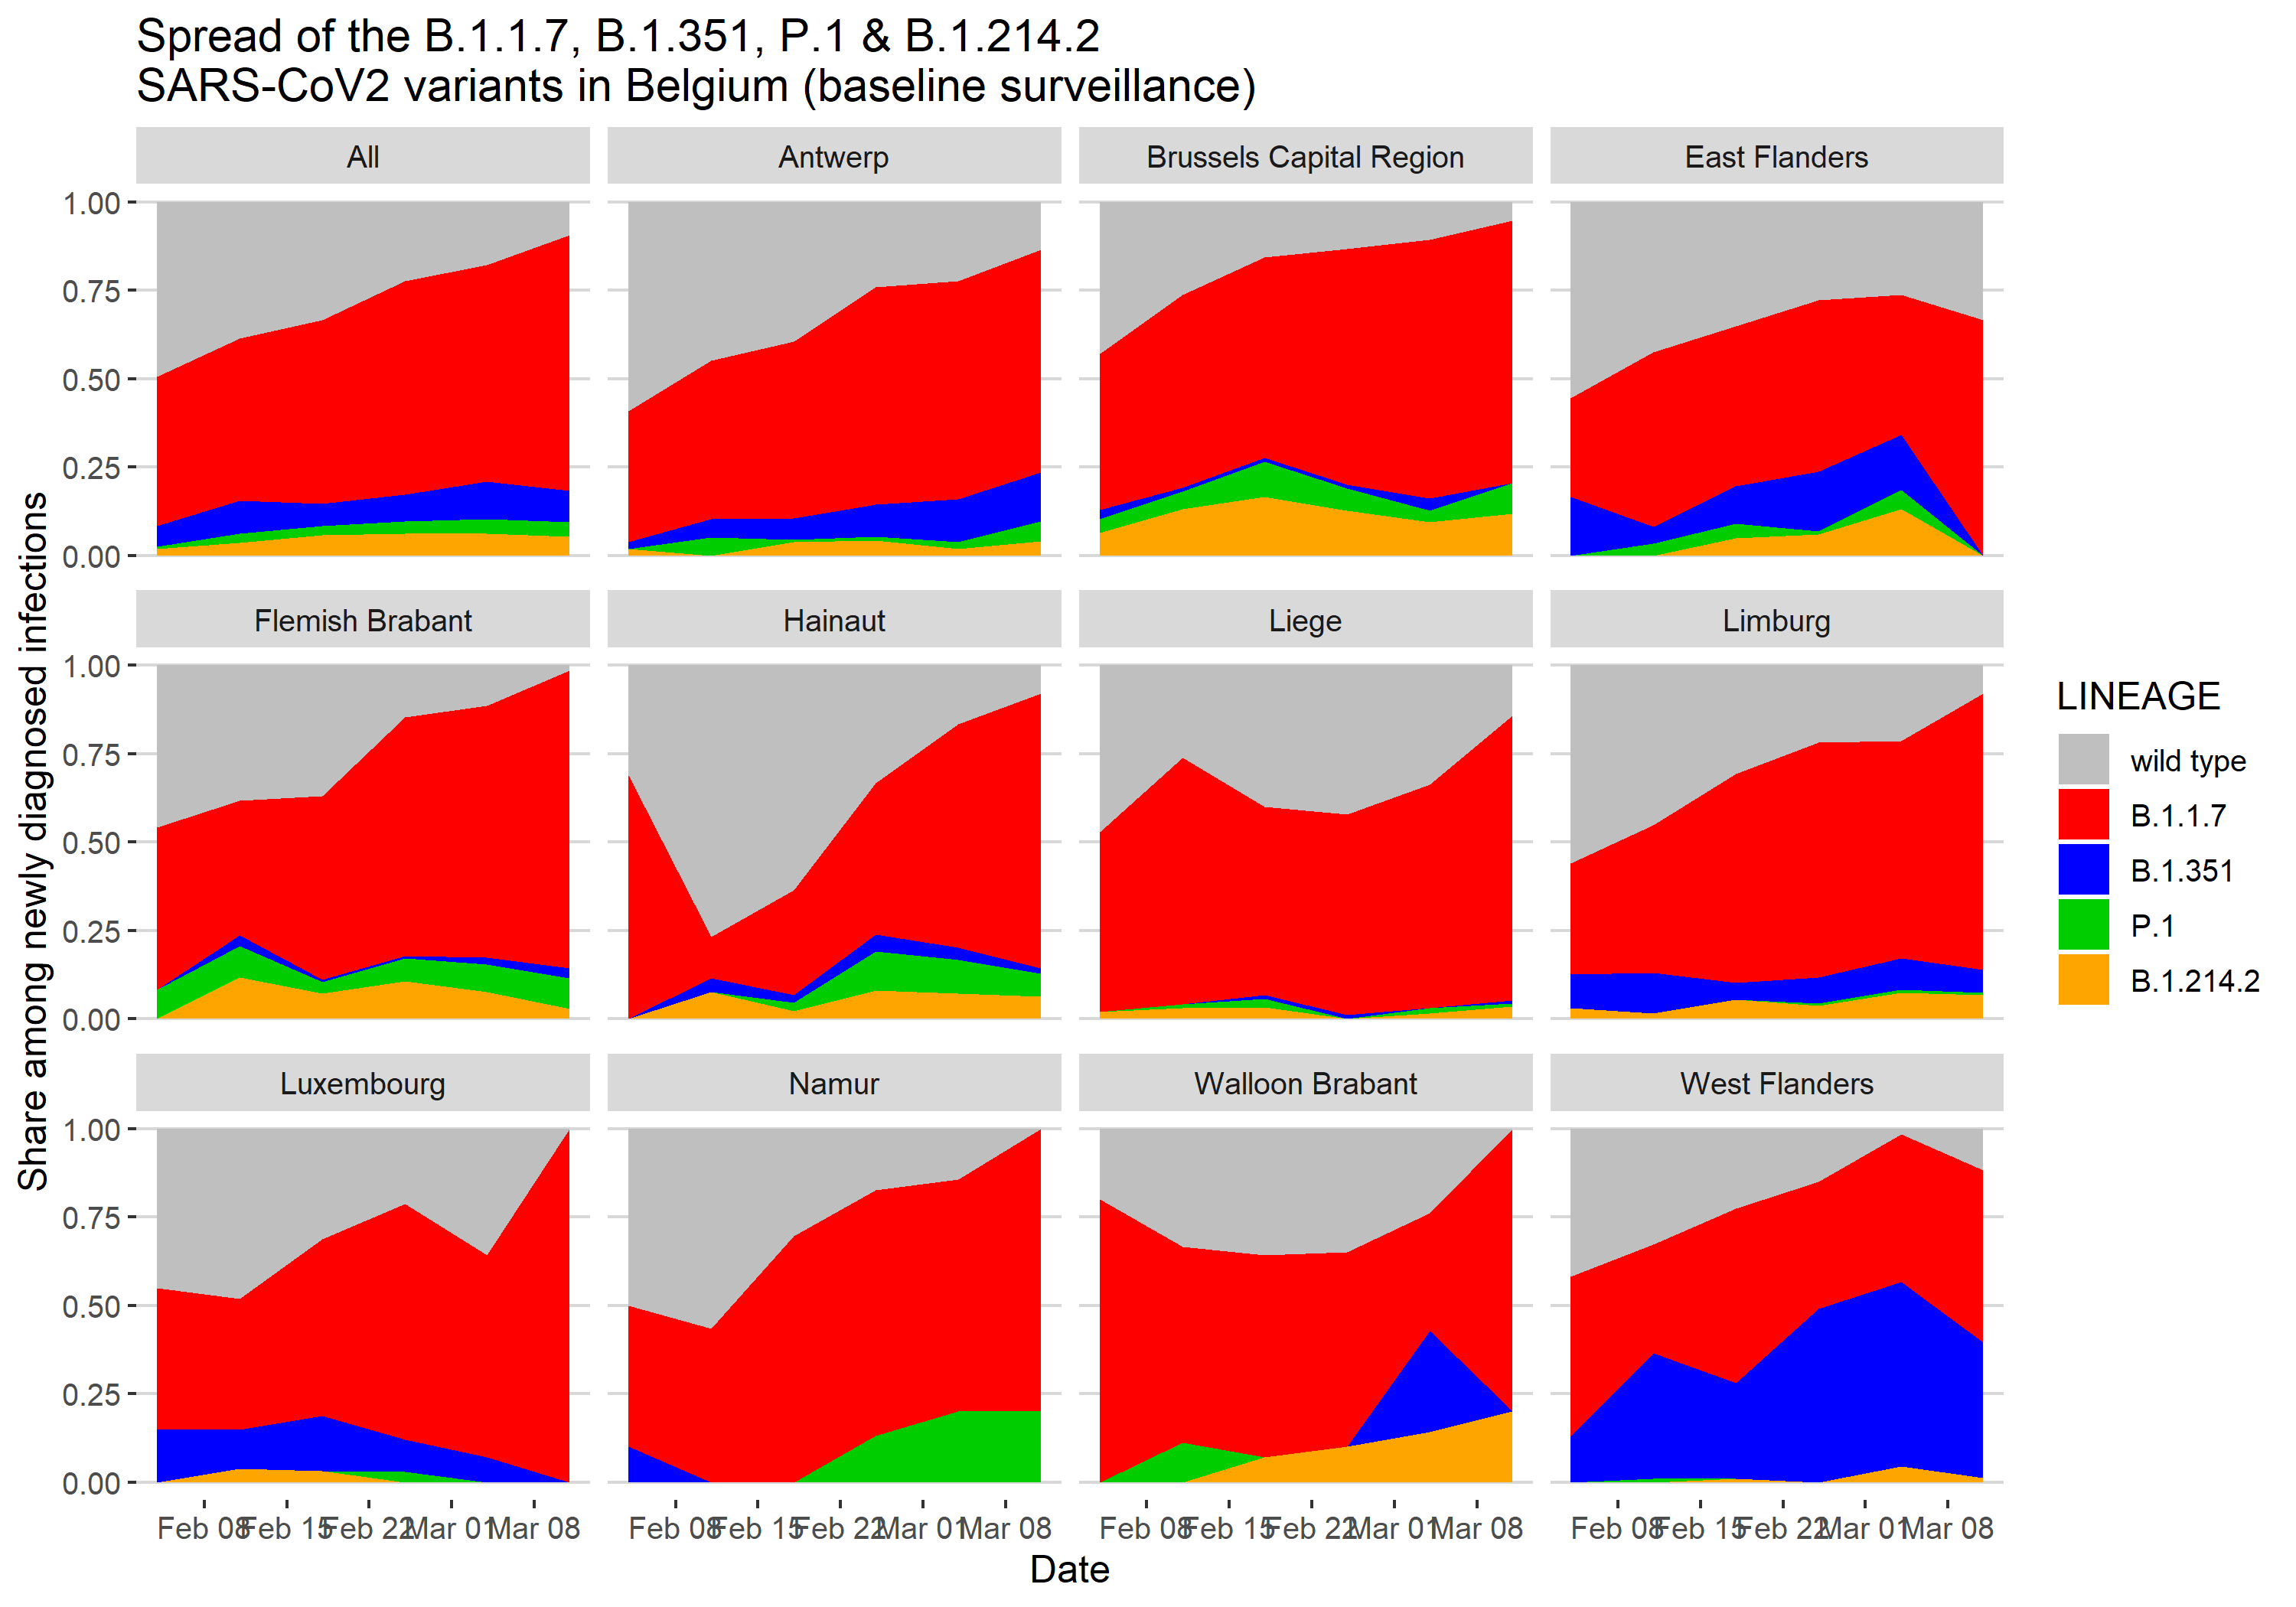 Spread of the B.1.1.7, B.1.351, P.1 & B.1.214.2
SARS-CoV2 variants in Belgium (baseline surveillance)
All
Antwerp
Brussels Capital Region
East Flanders
1.00
0.75
0.50
0.25
0.00
Flemish Brabant
Hainaut
Liege
Limburg
1.00
0.75
0.50
0.25
0.00
Luxembourg
Namur
Walloon Brabant
West Flanders
1.00
0.75
0.50
0.25
0.00
Feb 08 Feb 15 Feb 22 Mar 01 Mar 08
Feb 08 Feb 15 Feb 22 Mar 01 Mar 08
Feb 08 Feb 15 Feb 22 Mar 01 Mar 08
Feb 08 Feb 15 Feb 22 Mar 01 Mar 08
Date
Share among newly diagnosed infections
LINEAGE
wild type
B.1.1.7
B.1.351
P.1
B.1.214.2